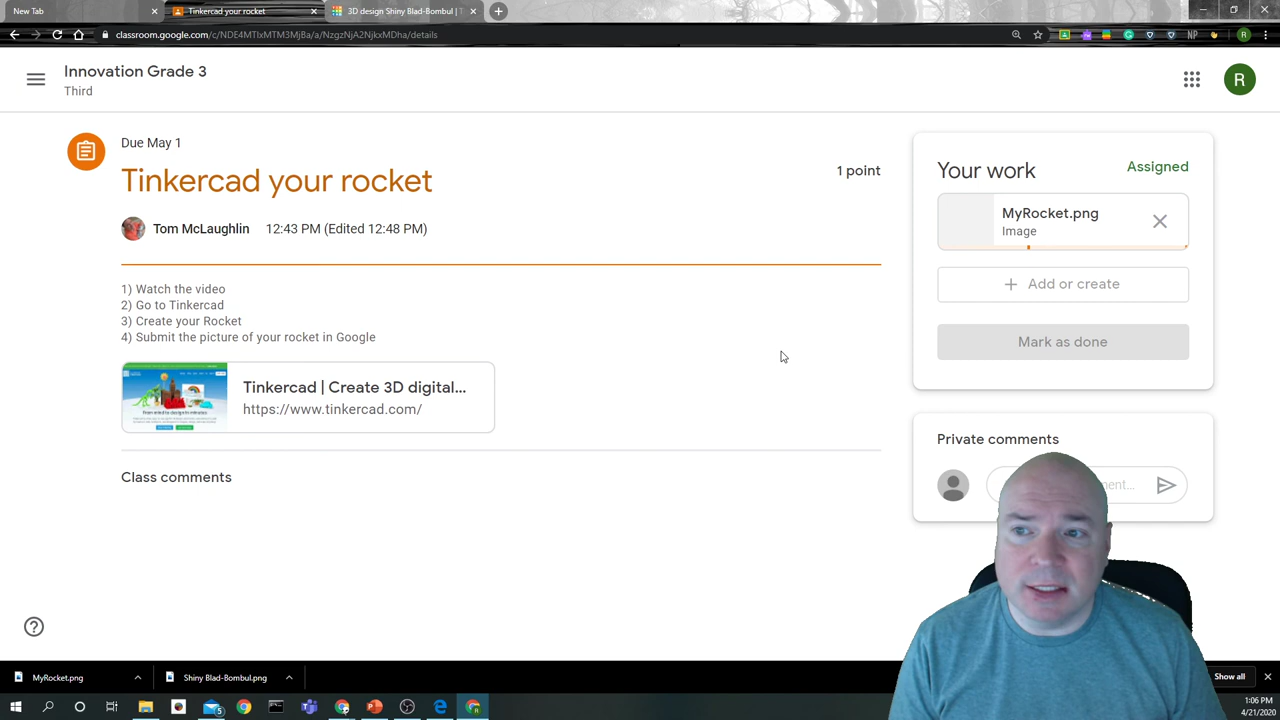 New Tab
Tinkercad your rocket
3D design Shiny Blad-Bombul | T
classroom.google.com/c/NDE4MTIxMTM3MjBa/a/NzgzNjA2NjkxMDha/details
NP
R
Innovation Grade 3
Third
R
Due May 1
Tinkercad your rocket
1 point
Tom McLaughlin 12:43 PM (Edited 12:48 PM)
1) Watch the video
2) Go to Tinkercad
3) Create your Rocket
4) Submit the picture of your rocket in Google
Tinkercad | Create 3D digital...
https://www.tinkercad.com/
Class comments
Your work
Assigned
MyRocket.png
Image
Add or create
Mark as done
Private comments
ment...
MyRocket.png
Shiny Blad-Bombul.png
Show all
1:06 PM
4/21/2020